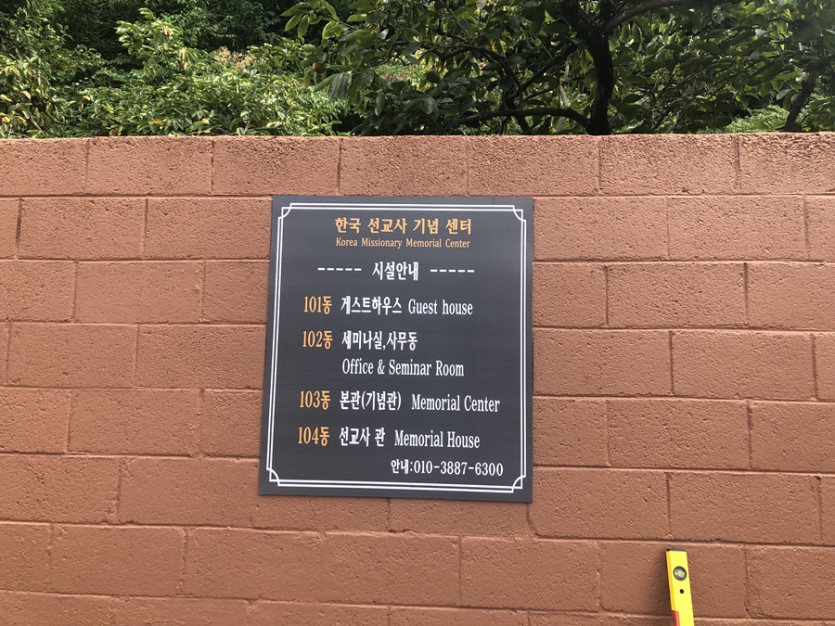 한국 선교사 기념 센터
Korea Missionary Memorial Center
----- 시설안내 -----
101동 게스트하우스 Guest house
102동 세미나실,사무동
Office & Seminar Room
103동 본관(기념관) Memorial Center
104동 선교사 관 Memorial House
안내:010-3887-6300